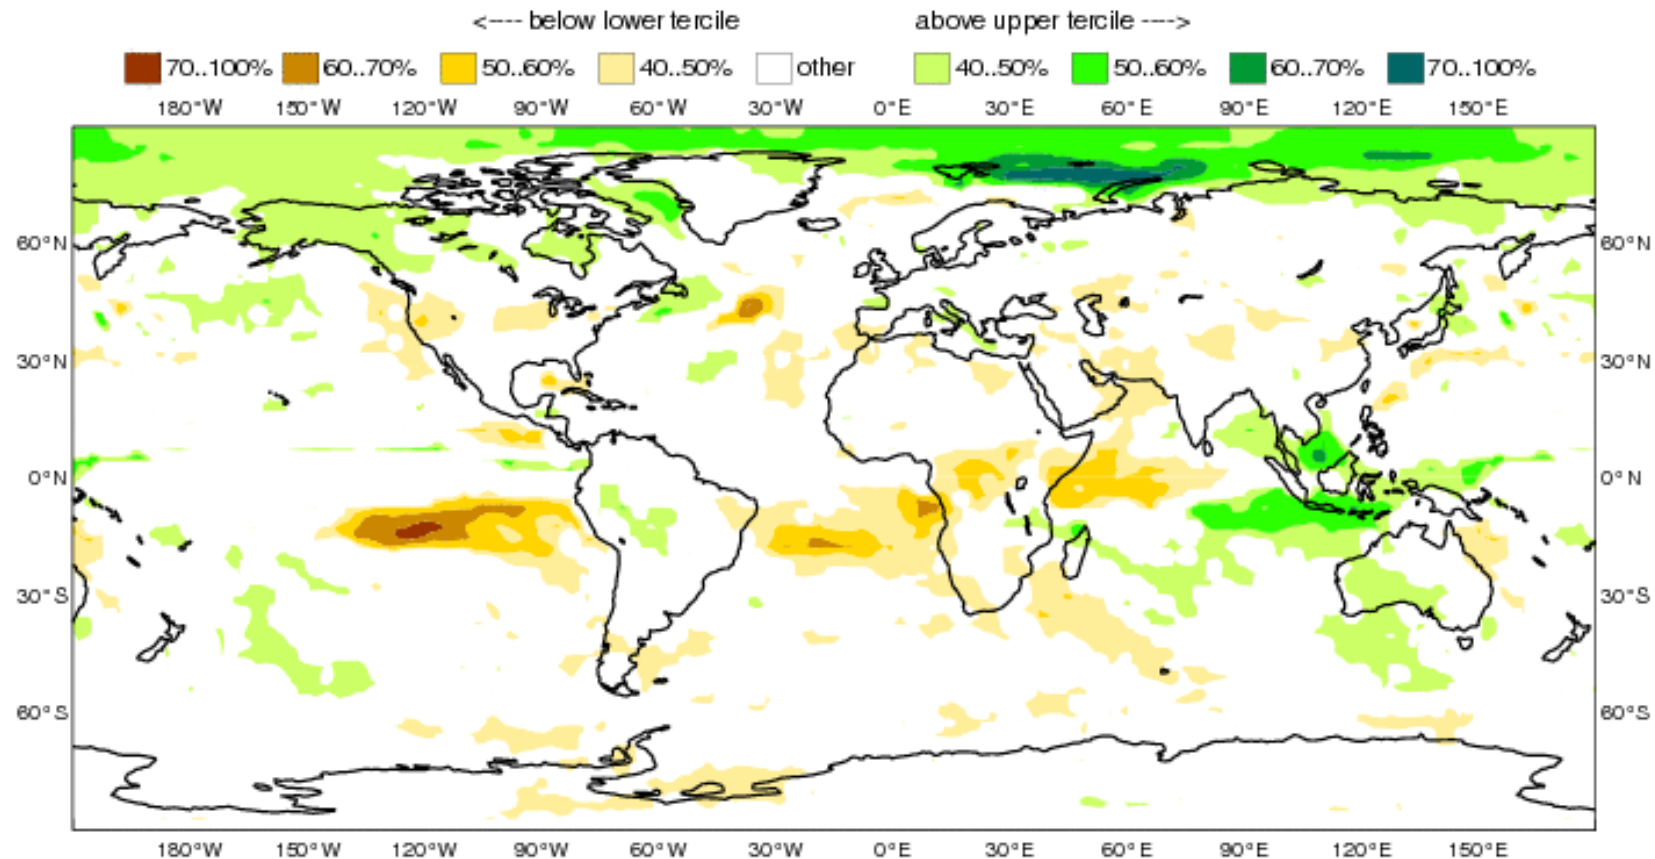 <---- below lower tercile above upper tercile ---->
70..100% 60..70% 50..60% 40..50% other 40..50% 50..60% 60..70% 70..100%
180°W 150°W 120°W 90°W 60°W 30°W 0°E 30°E 60°E 90°E 120°E 150°E
60°N 60°N
30°N 30°N
0°N 0°N
30°S 30°S
60°S 60°S
180°W 150°W 120°W 90°W 60°W 30°W 0°E 30°E 60°E 90°E 120°E 150°E